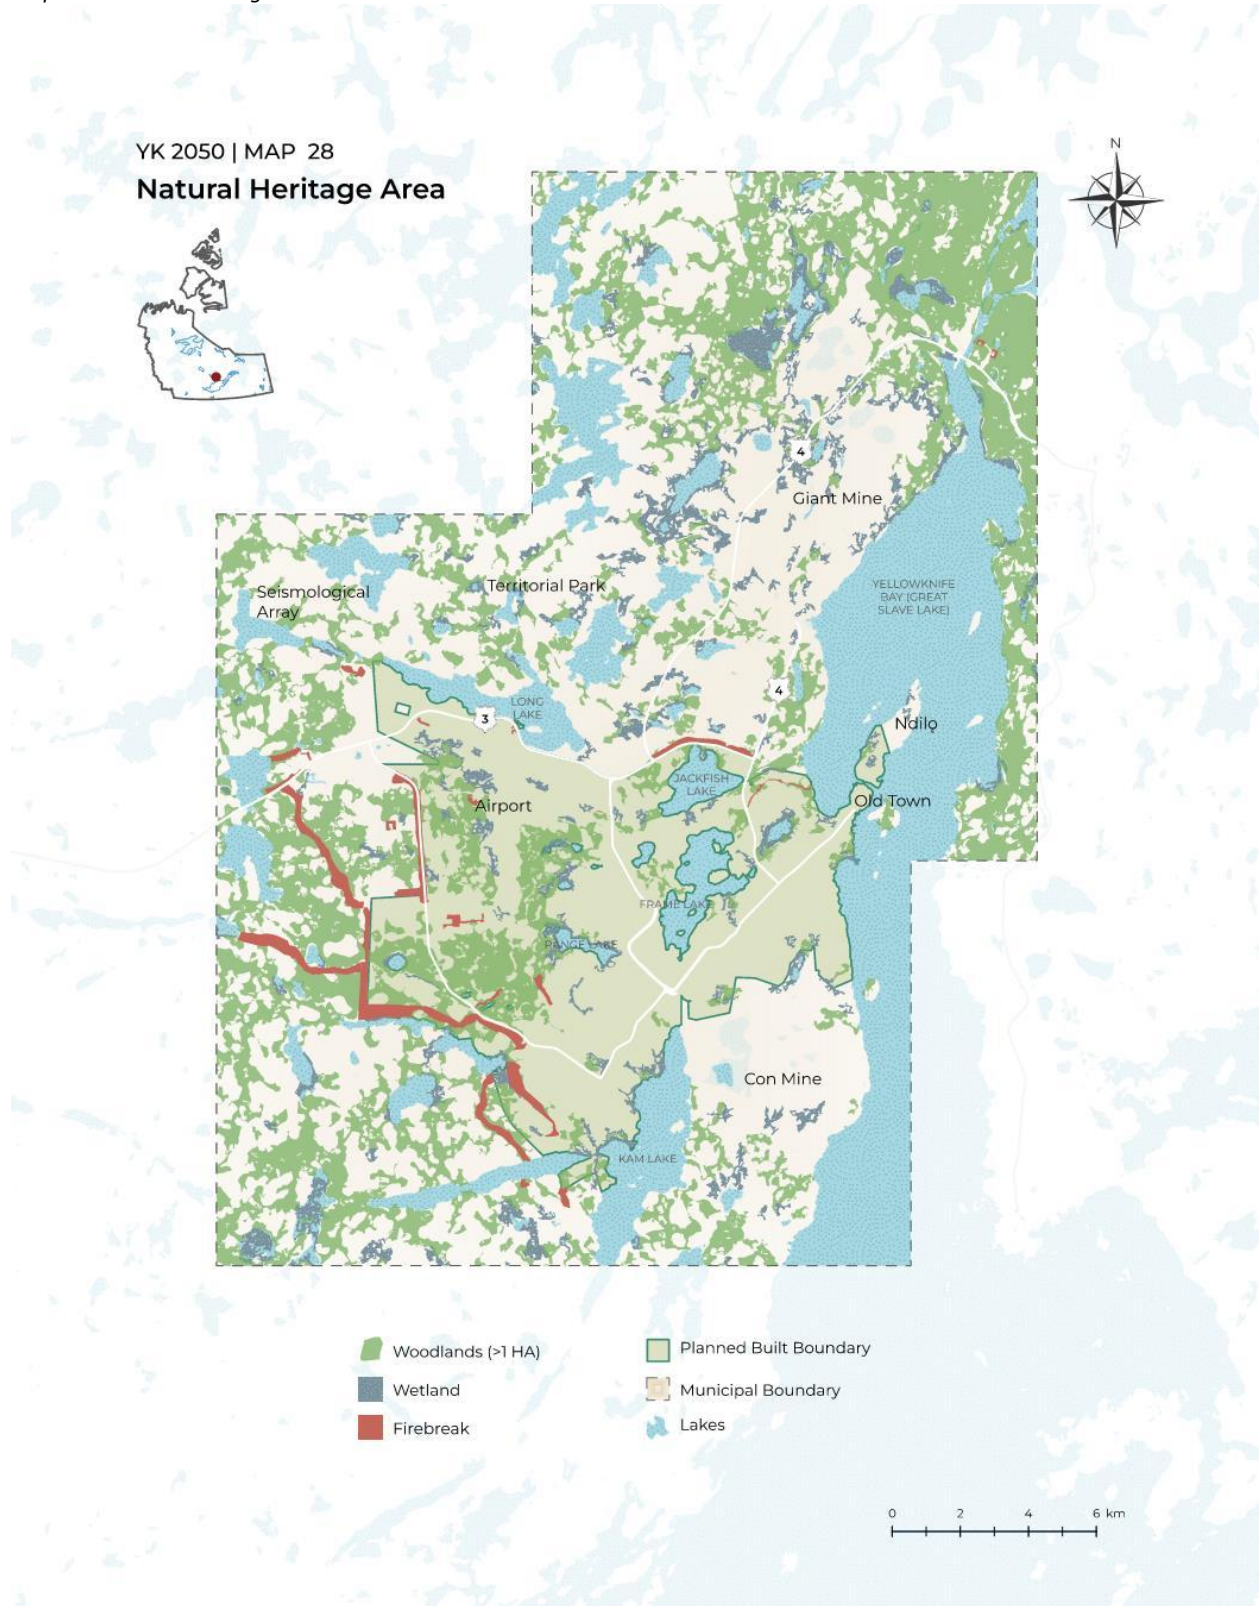 YK 2050 | MAP 28
Natural Heritage Area
N
4
Giant Mine
YELLOWKNIFE
BAY (GREAT
SLAVE LAKE)
Seismological
Array
Territorial Park
4
LONG
LAKE
3
Ndilǫ
JACKFISH
LAKE
Airport
Old Town
FRAME LAKE
RANGE LAKE
Con Mine
KAM LAKE
Woodlands (>1 HA)
Wetland
Firebreak
Planned Built Boundary
Municipal Boundary
Lakes
0 2 4 6 km